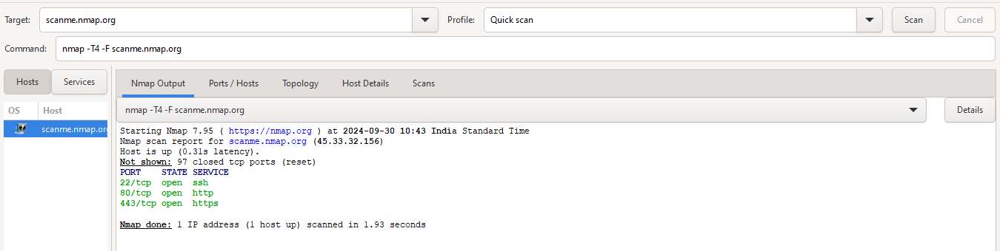 Target: scanme.nmap.org Profile: Quick scan Scan Cancel
Command: nmap -T4 -F scanme.nmap.org
Hosts Services Nmap Output Ports / Hosts Topology Host Details Scans
OS Host nmap -T4 -F scanme.nmap.org Details
scanme.nmap.or
Starting Nmap 7.95 ( https://nmap.org ) at 2024-09-30 10:43 India Standard Time
Nmap scan report for scanme.nmap.org (45.33.32.156)
Host is up (0.31s latency).
Not shown: 97 closed tcp ports (reset)
PORT STATE SERVICE
22/tcp open ssh
80/tcp open http
443/tcp open https
Nmap done: 1 IP address (1 host up) scanned in 1.93 seconds